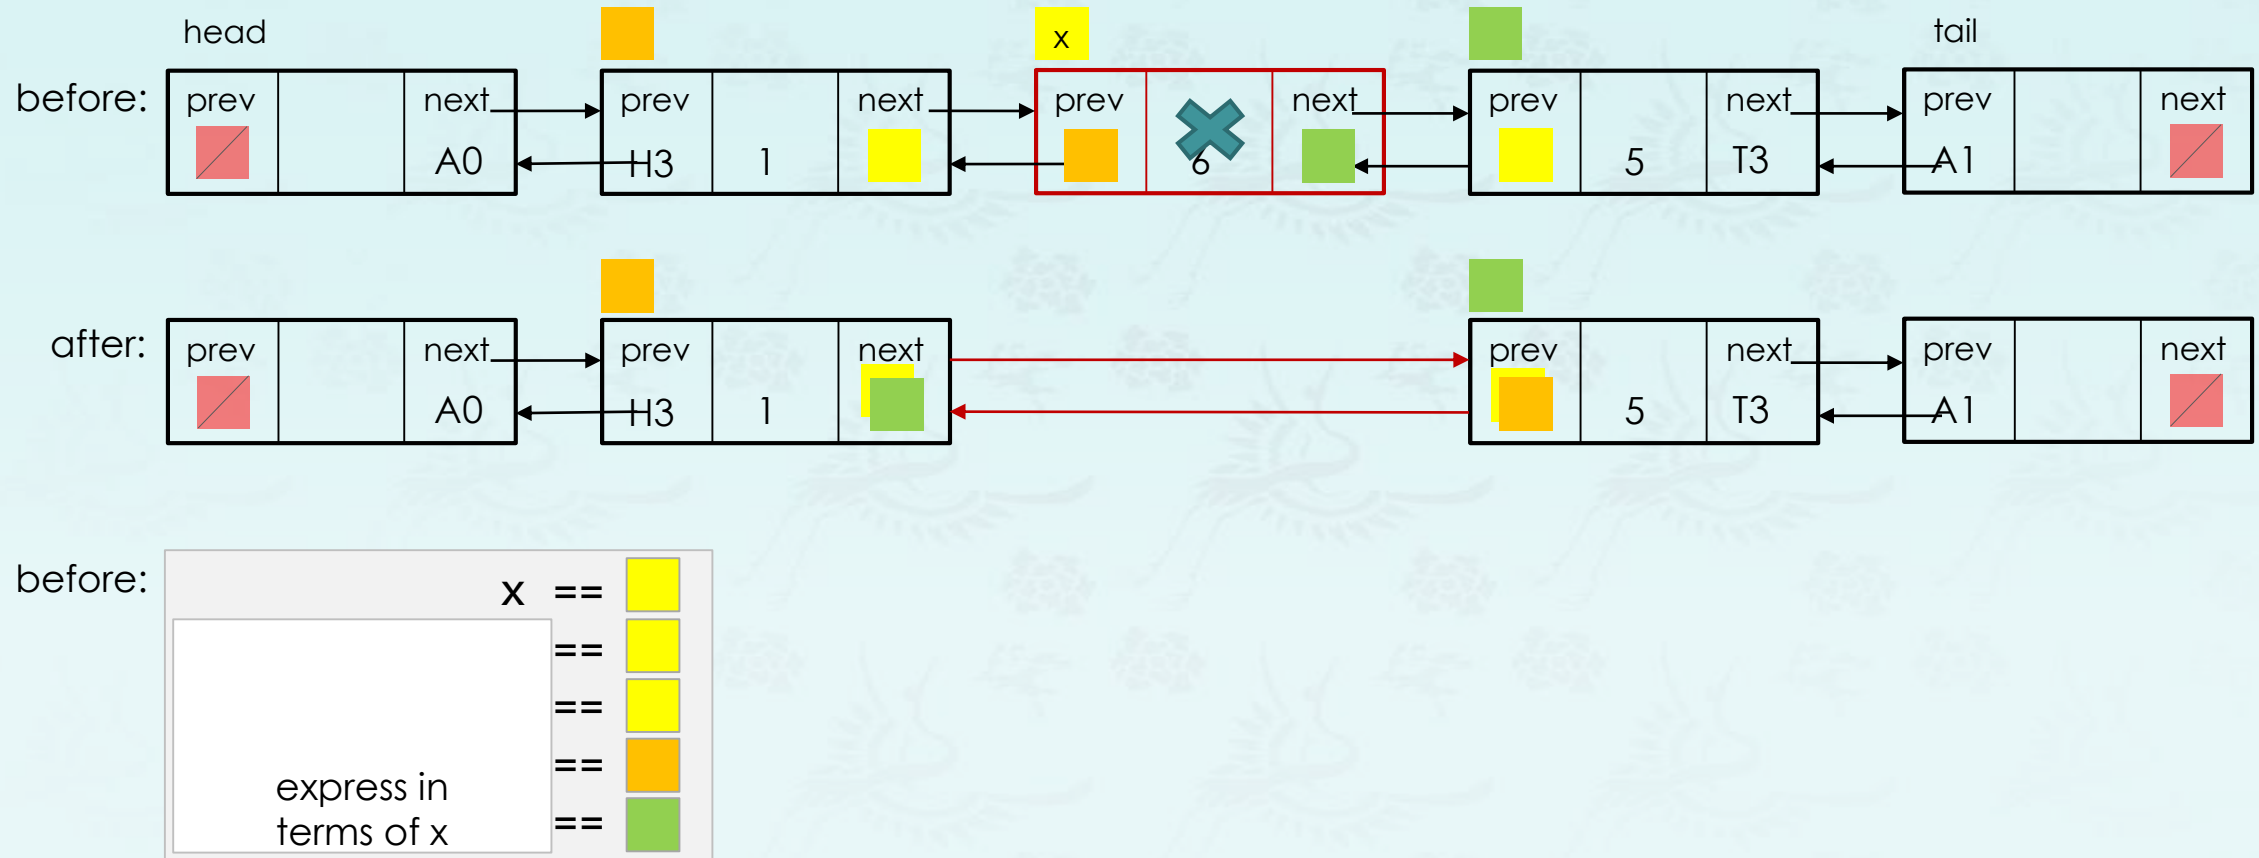 head x tail
before: prev next prev next prev next prev next prev next
A0 H3 1 6 5 T3 A1
after: prev next prev next prev next prev next
A0 H3 1 5 T3 A1
before: x ==
==
==
==
express in
terms of x ==